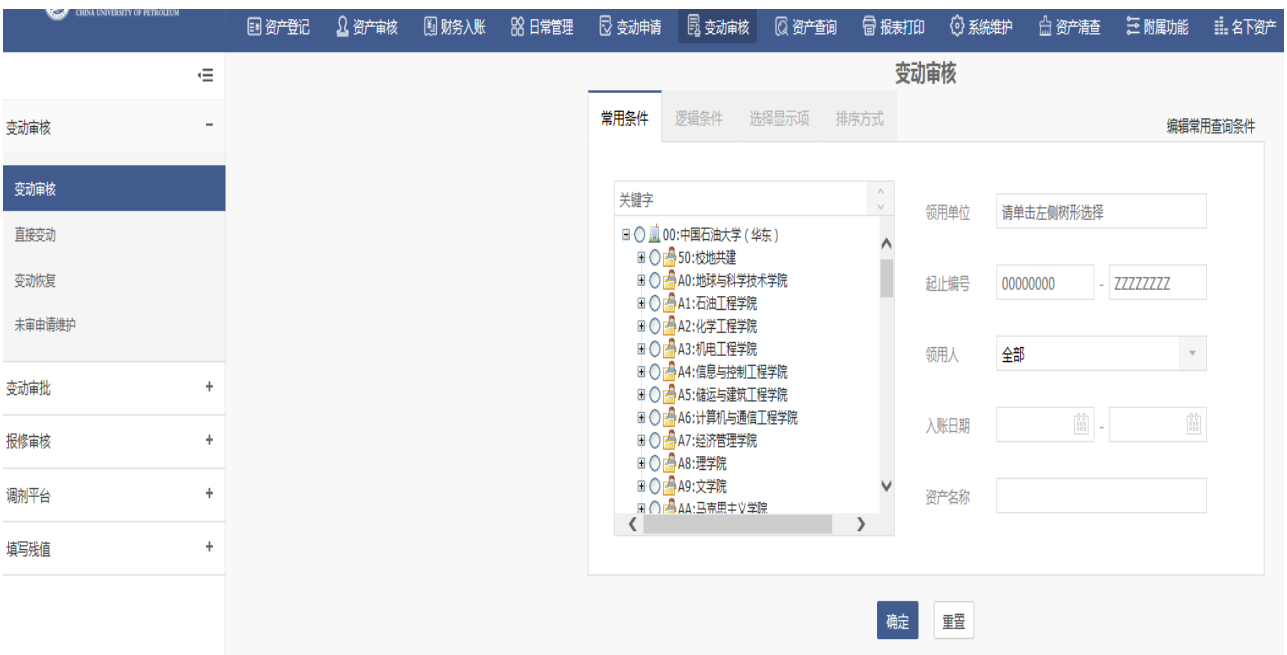 CHINA UNIVERSITY OF PETROLEUM
资产登记 资产审核 财务入账 日常管理 变动申请 变动审核 资产查询 报表打印 系统维护 资产清查 附属功能 名下资产
变动审核 -
变动审核
直接变动
变动恢复
未审申请维护
变动审批 +
报修审核 +
调剂平台 +
填写残值 +
变动审核
常用条件 逻辑条件 选择显示项 排序方式
编辑常用查询条件
关键字
00:中国石油大学(华东)
50:校地共建
A0:地球与科学技术学院
A1:石油工程学院
A2:化学工程学院
A3:机电工程学院
A4:信息与控制工程学院
A5:储运与建筑工程学院
A6:计算机与通信工程学院
A7:经济管理学院
A8:理学院
A9:文学院
AA:马克思主义学院
领用单位 请单击左侧树形选择
起止编号 00000000 - ZZZZZZZZ
领用人 全部
入账日期 -
资产名称
确定 重置